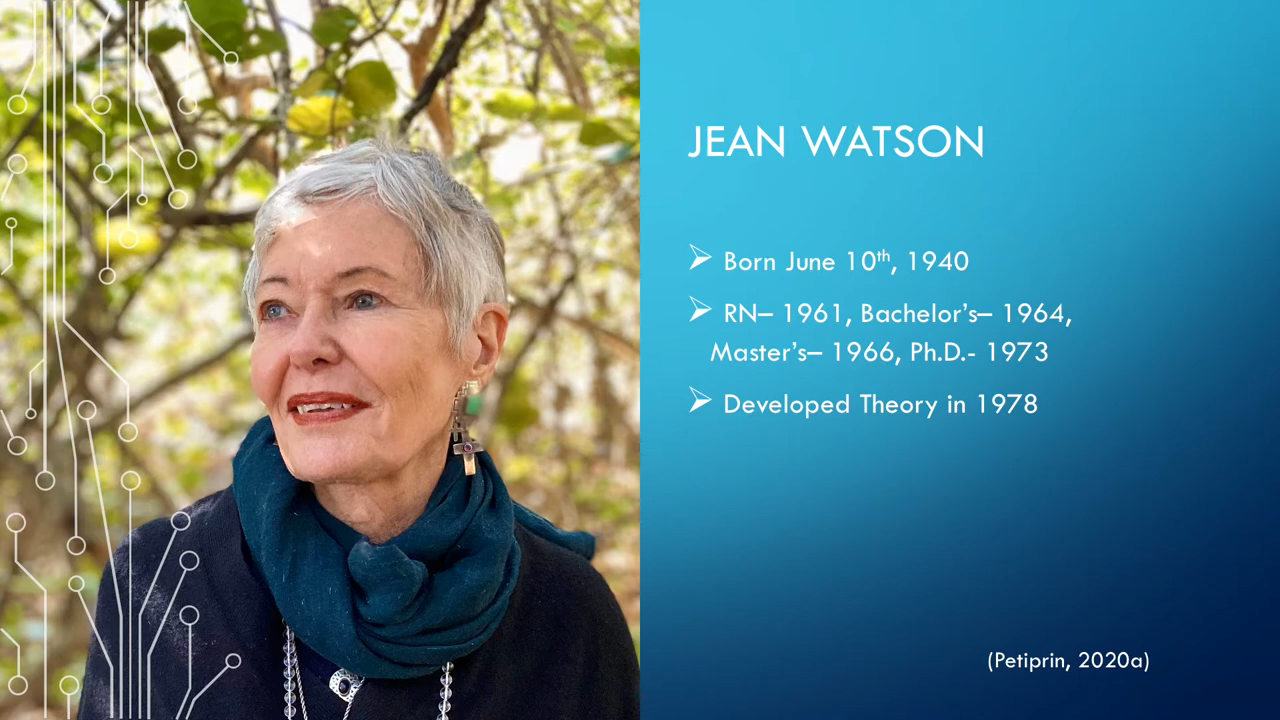 JEAN WATSON
➢ Born June 10th, 1940
➢ RN– 1961, Bachelor’s– 1964,
Master’s– 1966, Ph.D.- 1973
➢ Developed Theory in 1978
(Petiprin, 2020a)